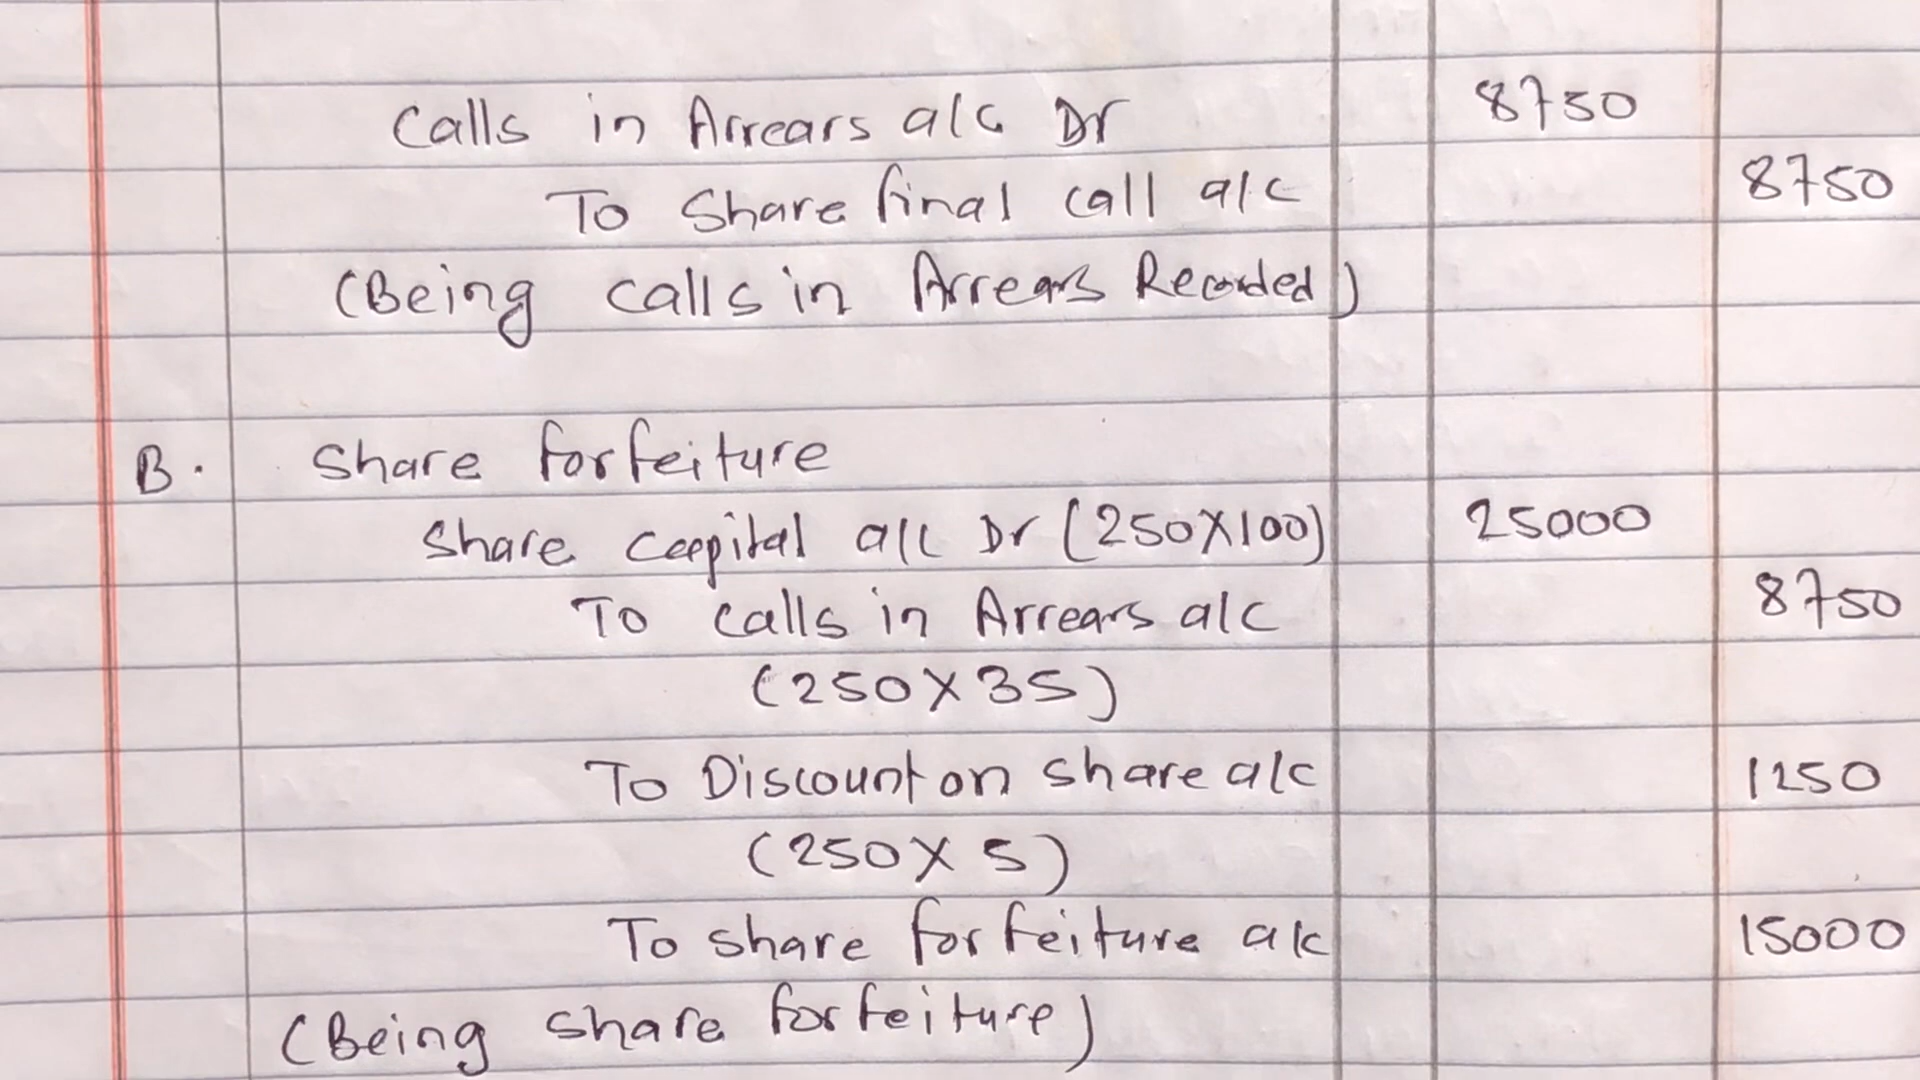 Calls in Arrears a/c Dr 8750
To Share final call a/c 8750
(Being calls in Arrears Recorded)
B. Share forfeiture
Share capital a/c Dr (250X100) 25000
To calls in Arrears a/c 8750
(250X35)
To Discount on share a/c 1250
(250X5)
To share forfeiture a/c 15000
(Being share forfeiture)